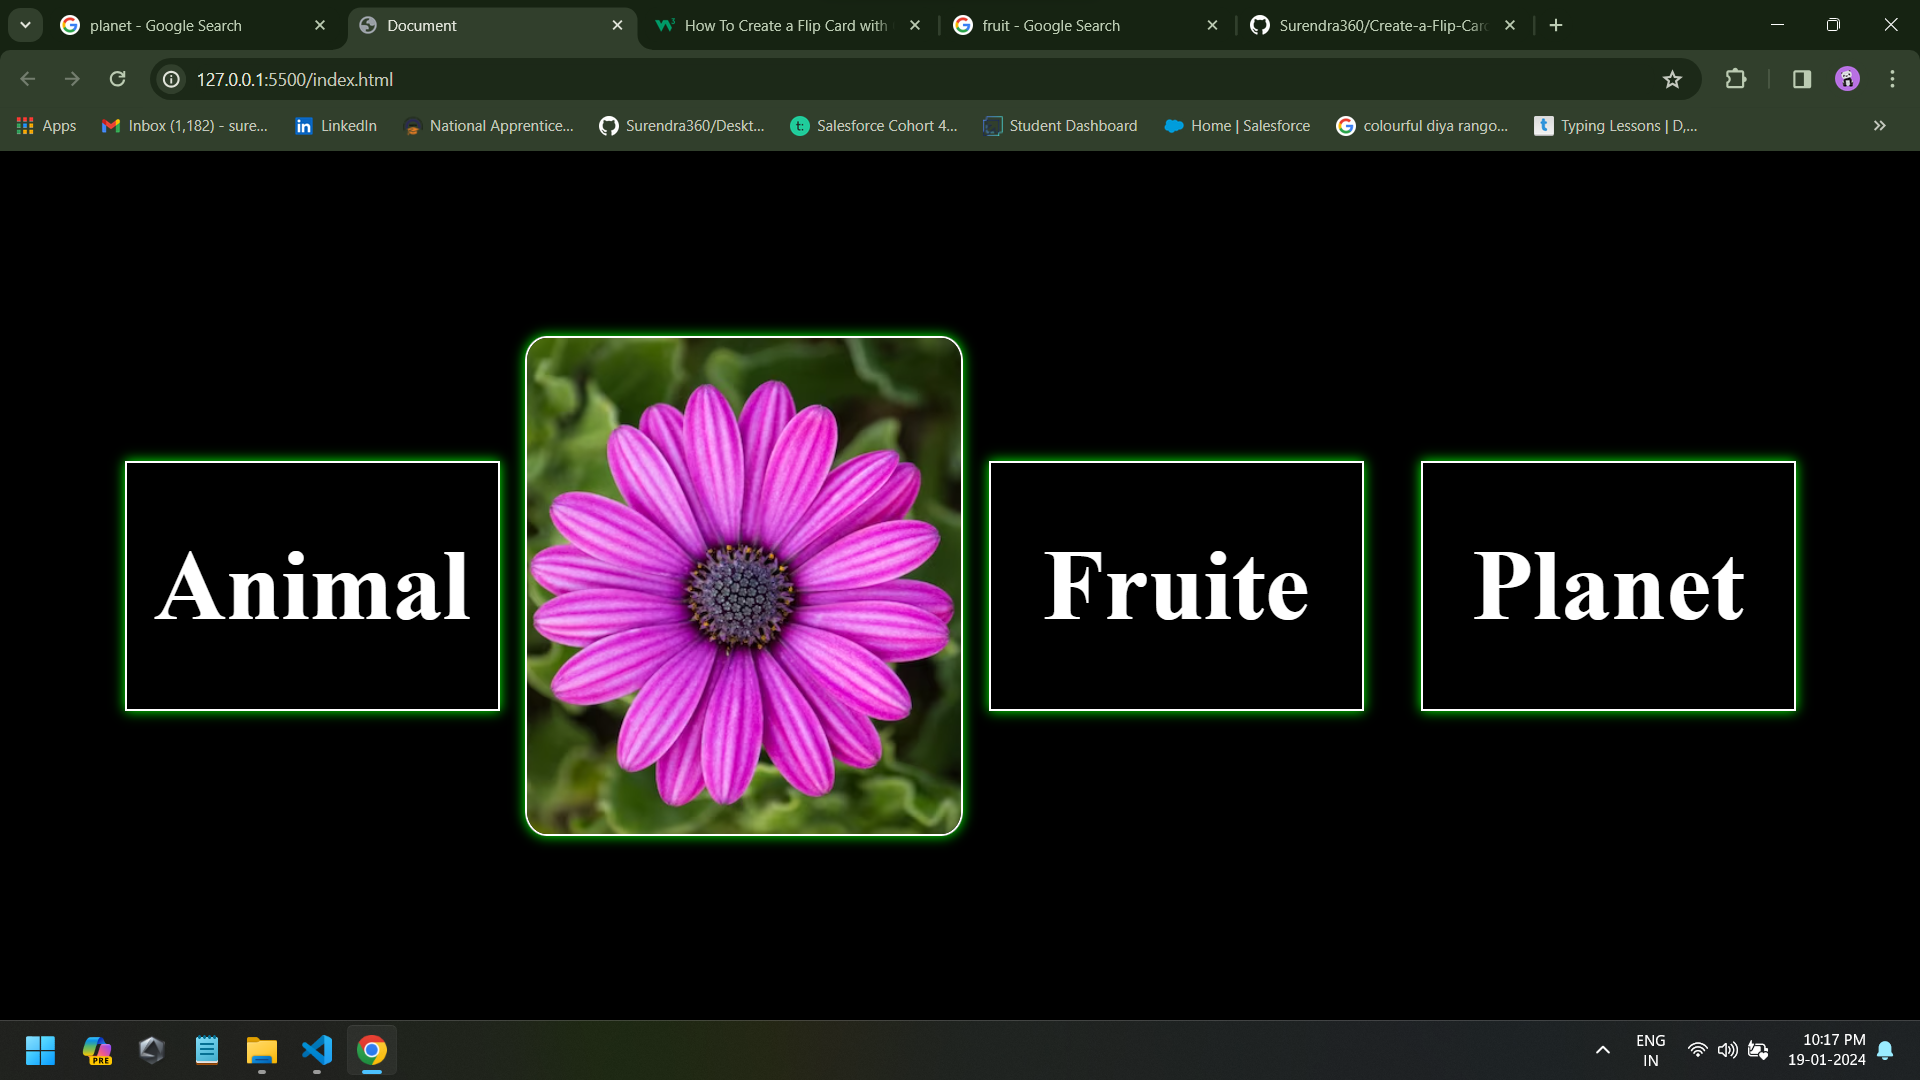 planet - Google Search
Document
How To Create a Flip Card with
fruit - Google Search
Surendra360/Create-a-Flip-Car
127.0.0.1:5500/index.html
Apps
Inbox (1,182) - sure...
in LinkedIn
National Apprentice...
Surendra360/Deskt...
t: Salesforce Cohort 4...
Student Dashboard
Home | Salesforce
colourful diya rango...
t Typing Lessons | D,...
Animal
Fruite
Planet
PRE
ENG
IN
10:17 PM
19-01-2024